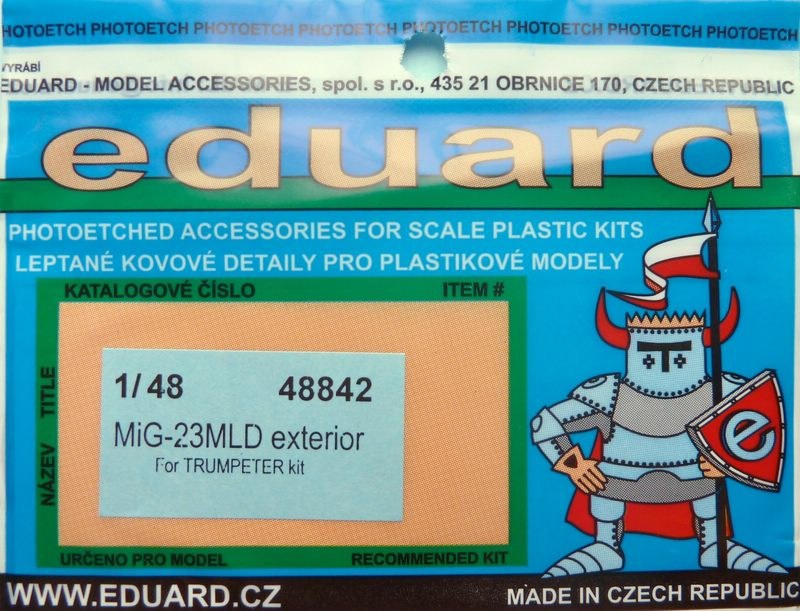 HOTOETCH PHOTOETCH PHOTOETCH PHOTOETCH PHOTOETCH PHOTOETCH PHOTOETCH
VYRÁBÍ
EDUARD - MODEL ACCESSORIES, spol. s r.o., 435 21 OBRNICE 170, CZECH REPUBLIC
eduard
PHOTOETCHED ACCESSORIES FOR SCALE PLASTIC KITS
LEPTANÉ KOVOVÉ DETAILY PRO PLASTIKOVÉ MODELY
KATALOGOVÉ ČÍSLO ITEM #
NÁZEV TITLE
1/48 48842
MiG-23MLD exterior
For TRUMPETER kit
e
URČENO PRO MODEL RECOMMENDED KIT
WWW.EDUARD.CZ MADE IN CZECH REPUBLIC